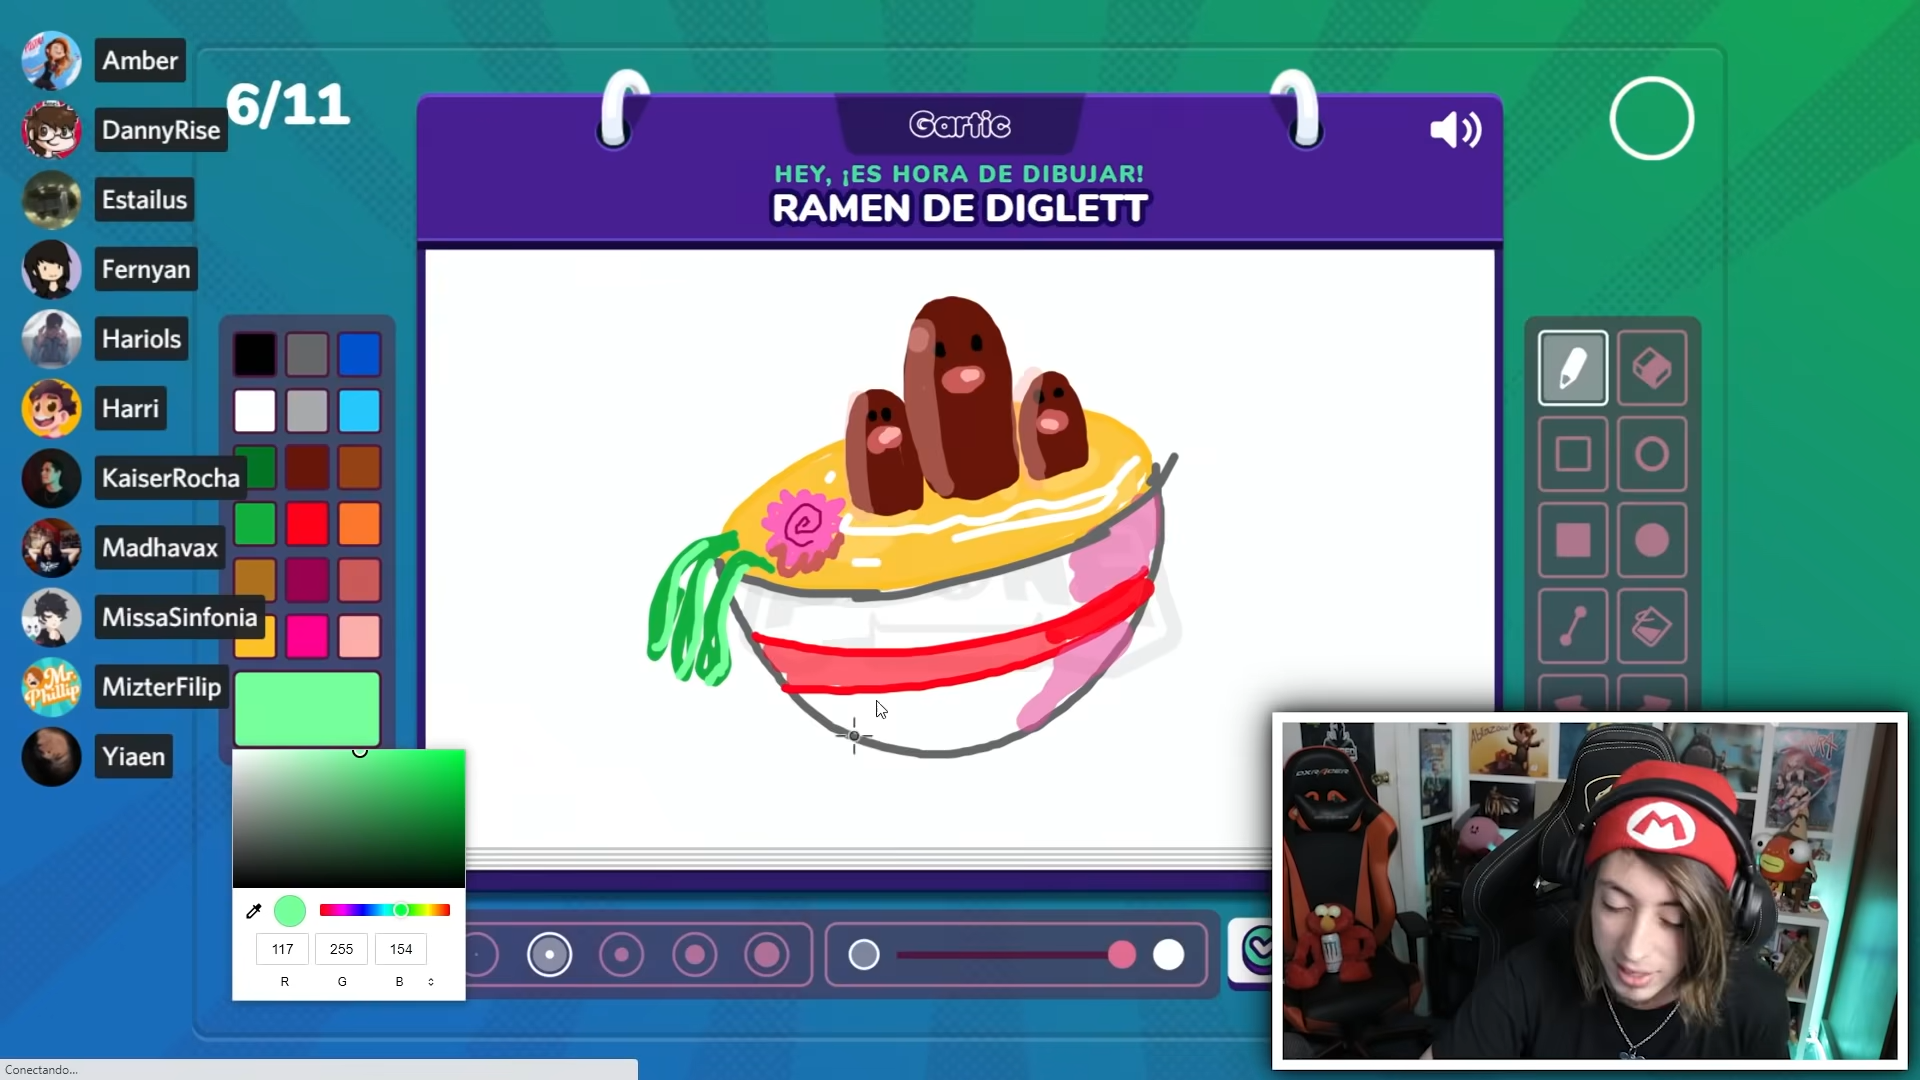 Amber
DannyRise
Estailus
Fernyan
Hariols
Harri
KaiserRocha
Madhavax
MissaSinfonia
MizterFilip
Yiaen
6/11
Gartic
HEY, ¡ES HORA DE DIBUJAR!
RAMEN DE DIGLETT
117 255 154
R G B
Conectando...
DXRACER
M